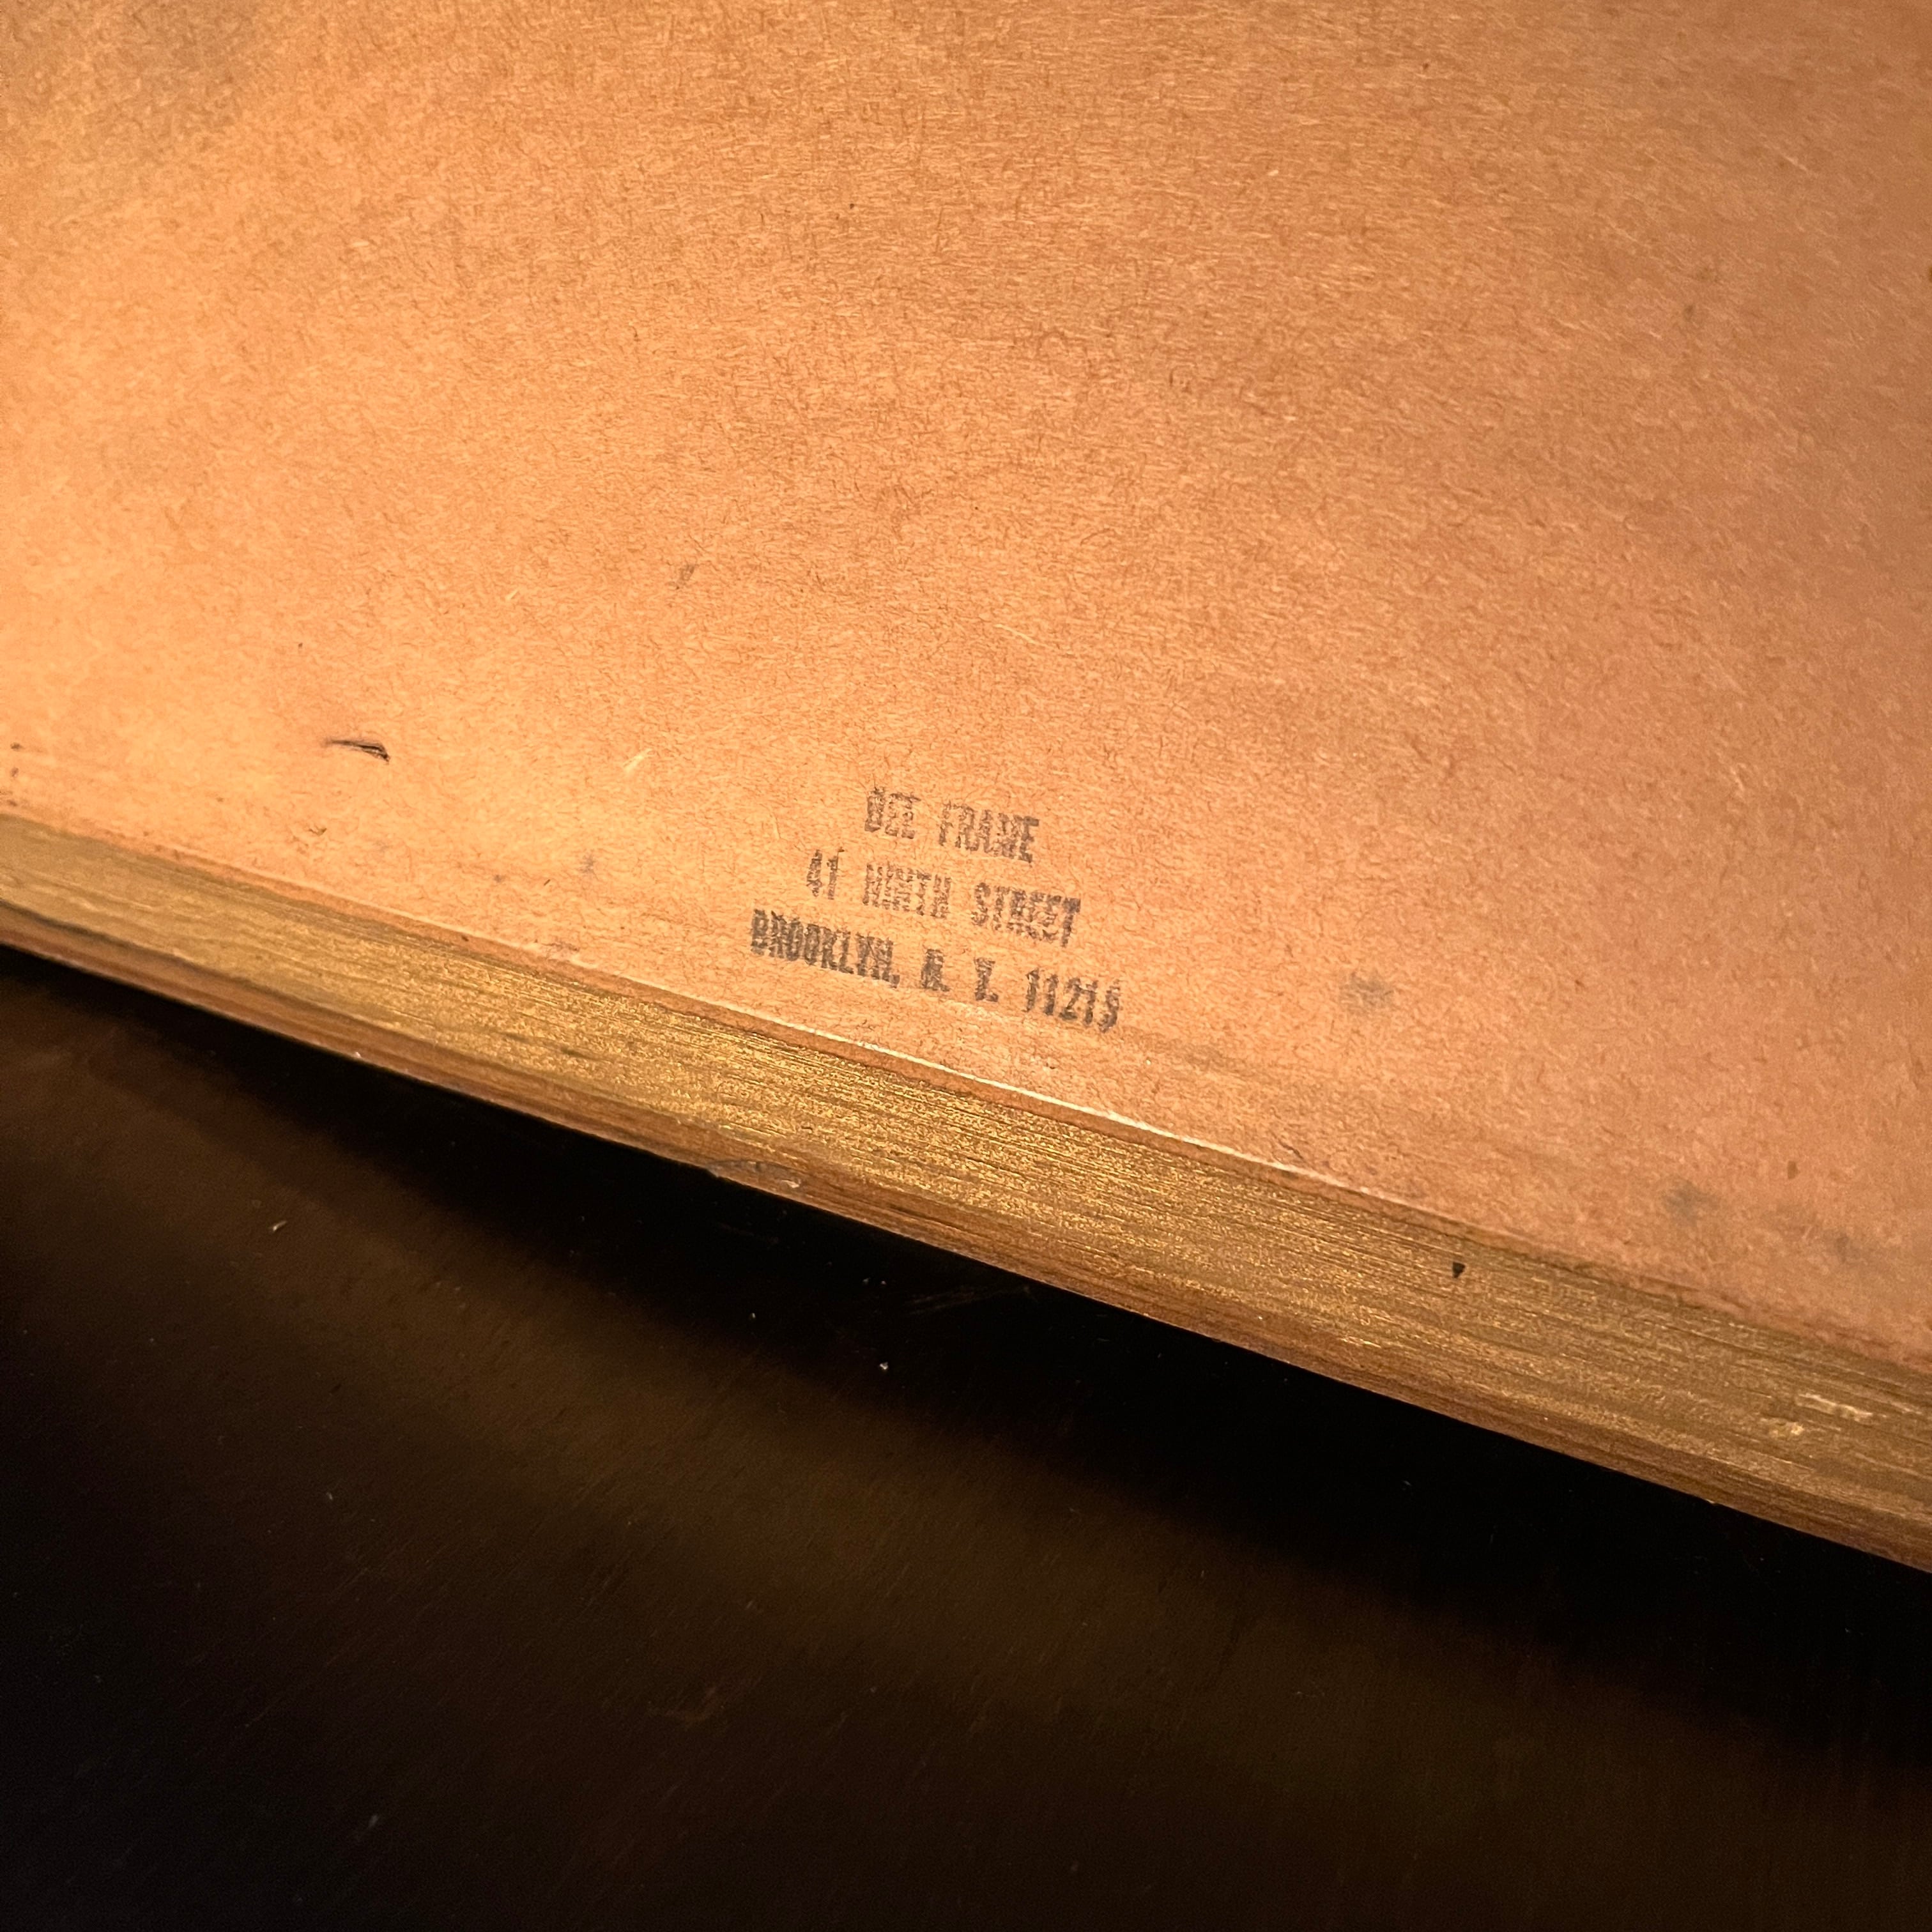 DEE FRAME
41 NINTH STREET
BROOKLYN, N. Y. 11215